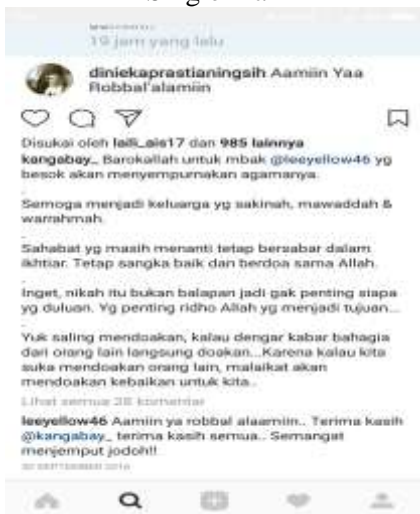 19 jam yang lalu
diniekaprastianingsih Aamiin Yaa
Robbal'alamiin
Disukai oleh laili_ais17 dan 985 lainnya
kangabay_ Barokallah untuk mbak @leeyellow46 yg
besok akan menyempurnakan agamanya.
.
Semoga menjadi keluarga yg sakinah, mawaddah &
warrahmah.
.
Sahabat yg masih menanti tetap bersabar dalam
ikhtiar. Tetap sangka baik dan berdoa sama Allah.
.
Inget, nikah itu bukan balapan jadi gak penting siapa
yg duluan. Yg penting ridho Allah yg menjadi tujuan...
.
Yuk saling mendoakan, kalau dengar kabar bahagia
dari orang lain langsung doakan...Karena kalau kita
suka mendoakan orang lain, malaikat akan
mendoakan kebaikan untuk kita..
Lihat semua 28 komentar
leeyellow46 Aamiin ya robbal alaamiin.. Terima kasih
@kangabay_ terima kasih semua.. Semangat
menjemput jodoh!!
30 SEPTEMBER 2016